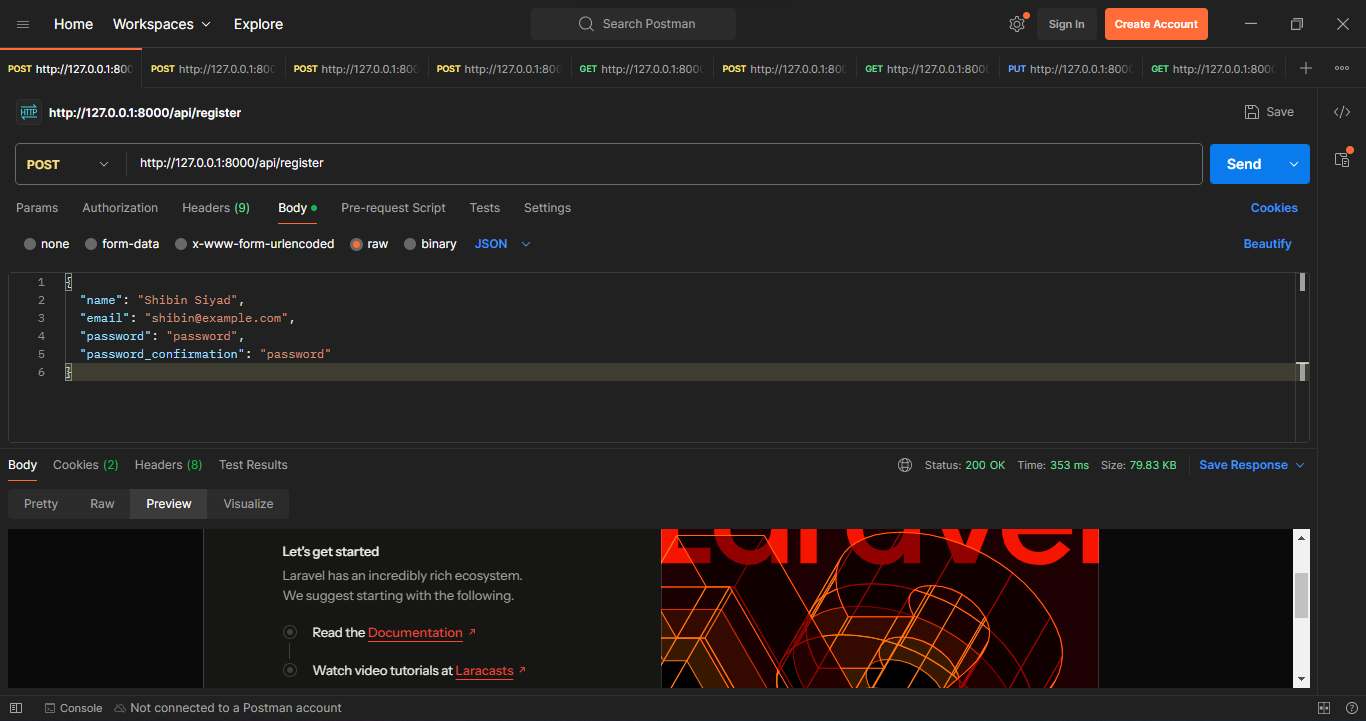 Home Workspaces Explore Search Postman Sign In Create Account
POST http://127.0.0.1:800 POST http://127.0.0.1:800 POST http://127.0.0.1:800 POST http://127.0.0.1:800 GET http://127.0.0.1:8000 POST http://127.0.0.1:800 GET http://127.0.0.1:8000 PUT http://127.0.0.1:8000 GET http://127.0.0.1:8000
HTTP http://127.0.0.1:8000/api/register Save
POST http://127.0.0.1:8000/api/register Send
Params Authorization Headers (9) Body Pre-request Script Tests Settings Cookies
none form-data x-www-form-urlencoded raw binary JSON Beautify
1 {
2 "name": "Shibin Siyad",
3 "email": "shibin@example.com",
4 "password": "password",
5 "password_confirmation": "password"
6 }
Body Cookies (2) Headers (8) Test Results Status: 200 OK Time: 353 ms Size: 79.83 KB Save Response
Pretty Raw Preview Visualize
Laravel
Let's get started
Laravel has an incredibly rich ecosystem.
We suggest starting with the following.
Read the Documentation
Watch video tutorials at Laracasts
Console Not connected to a Postman account